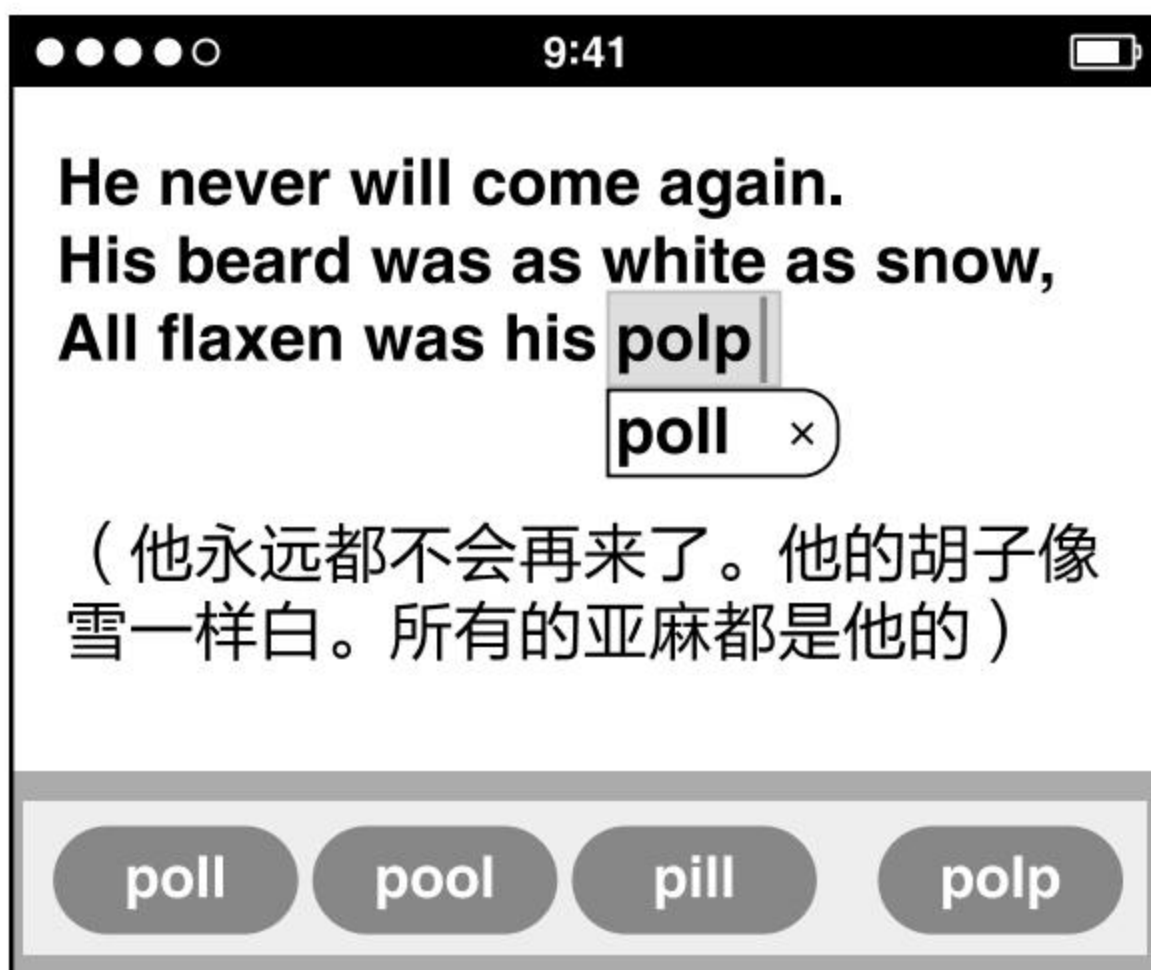 9:41
He never will come again.
His beard was as white as snow,
All flaxen was his polp
poll ×
（他永远都不会再来了。他的胡子像
雪一样白。所有的亚麻都是他的）
poll pool pill polp